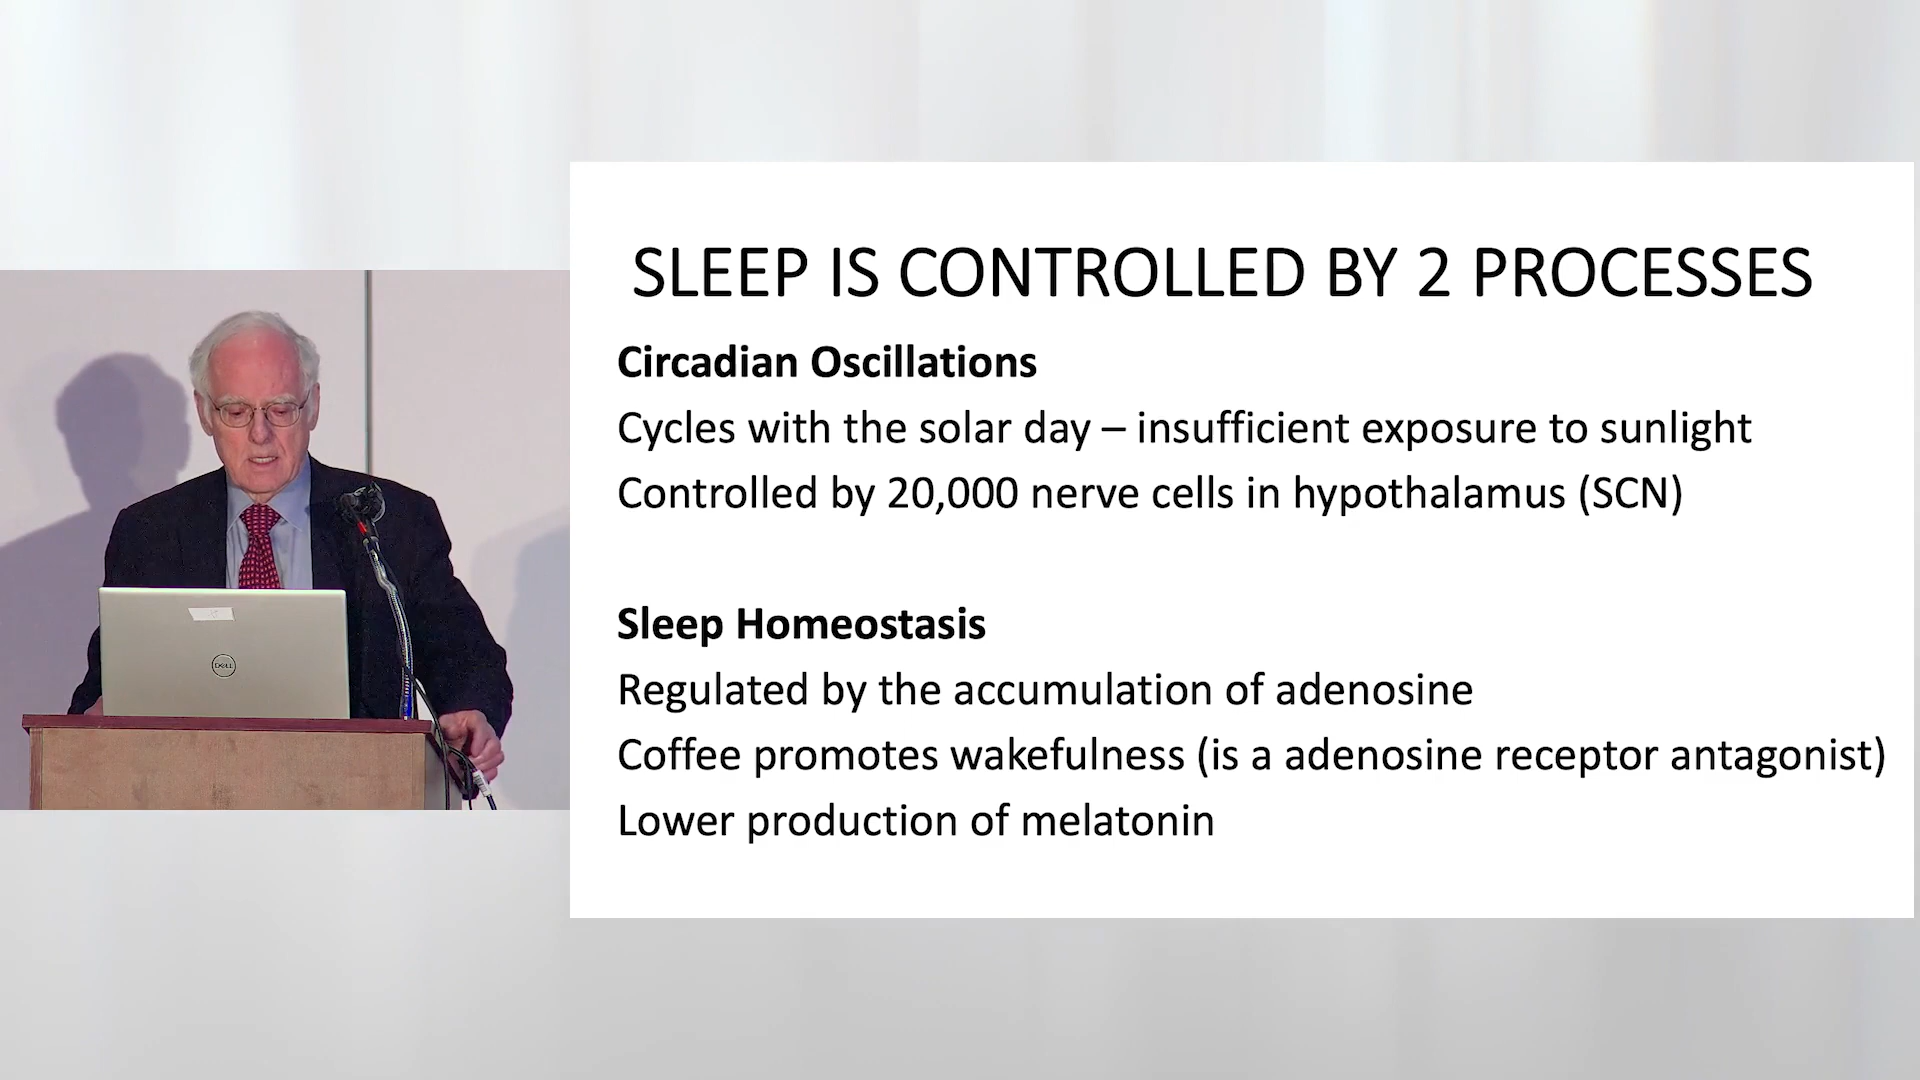 SLEEP IS CONTROLLED BY 2 PROCESSES
Circadian Oscillations
Cycles with the solar day – insufficient exposure to sunlight
Controlled by 20,000 nerve cells in hypothalamus (SCN)
Sleep Homeostasis
Regulated by the accumulation of adenosine
Coffee promotes wakefulness (is a adenosine receptor antagonist)
Lower production of melatonin
DELL